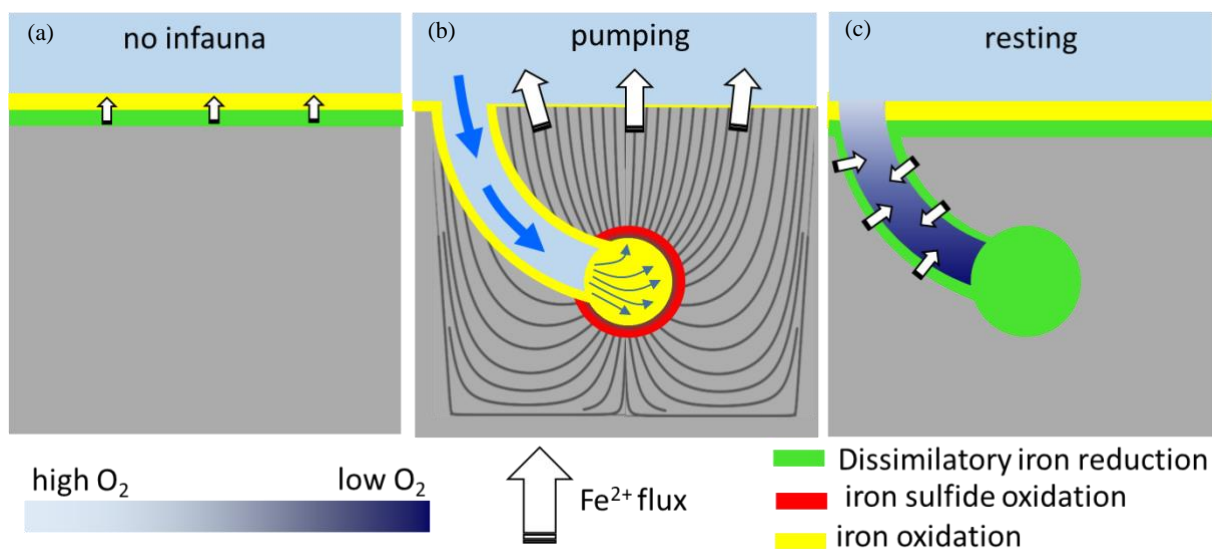 (a)
no infauna
(b)
pumping
(c)
resting
high O₂
low O₂
Fe²⁺ flux
Dissimilatory iron reduction
iron sulfide oxidation
iron oxidation